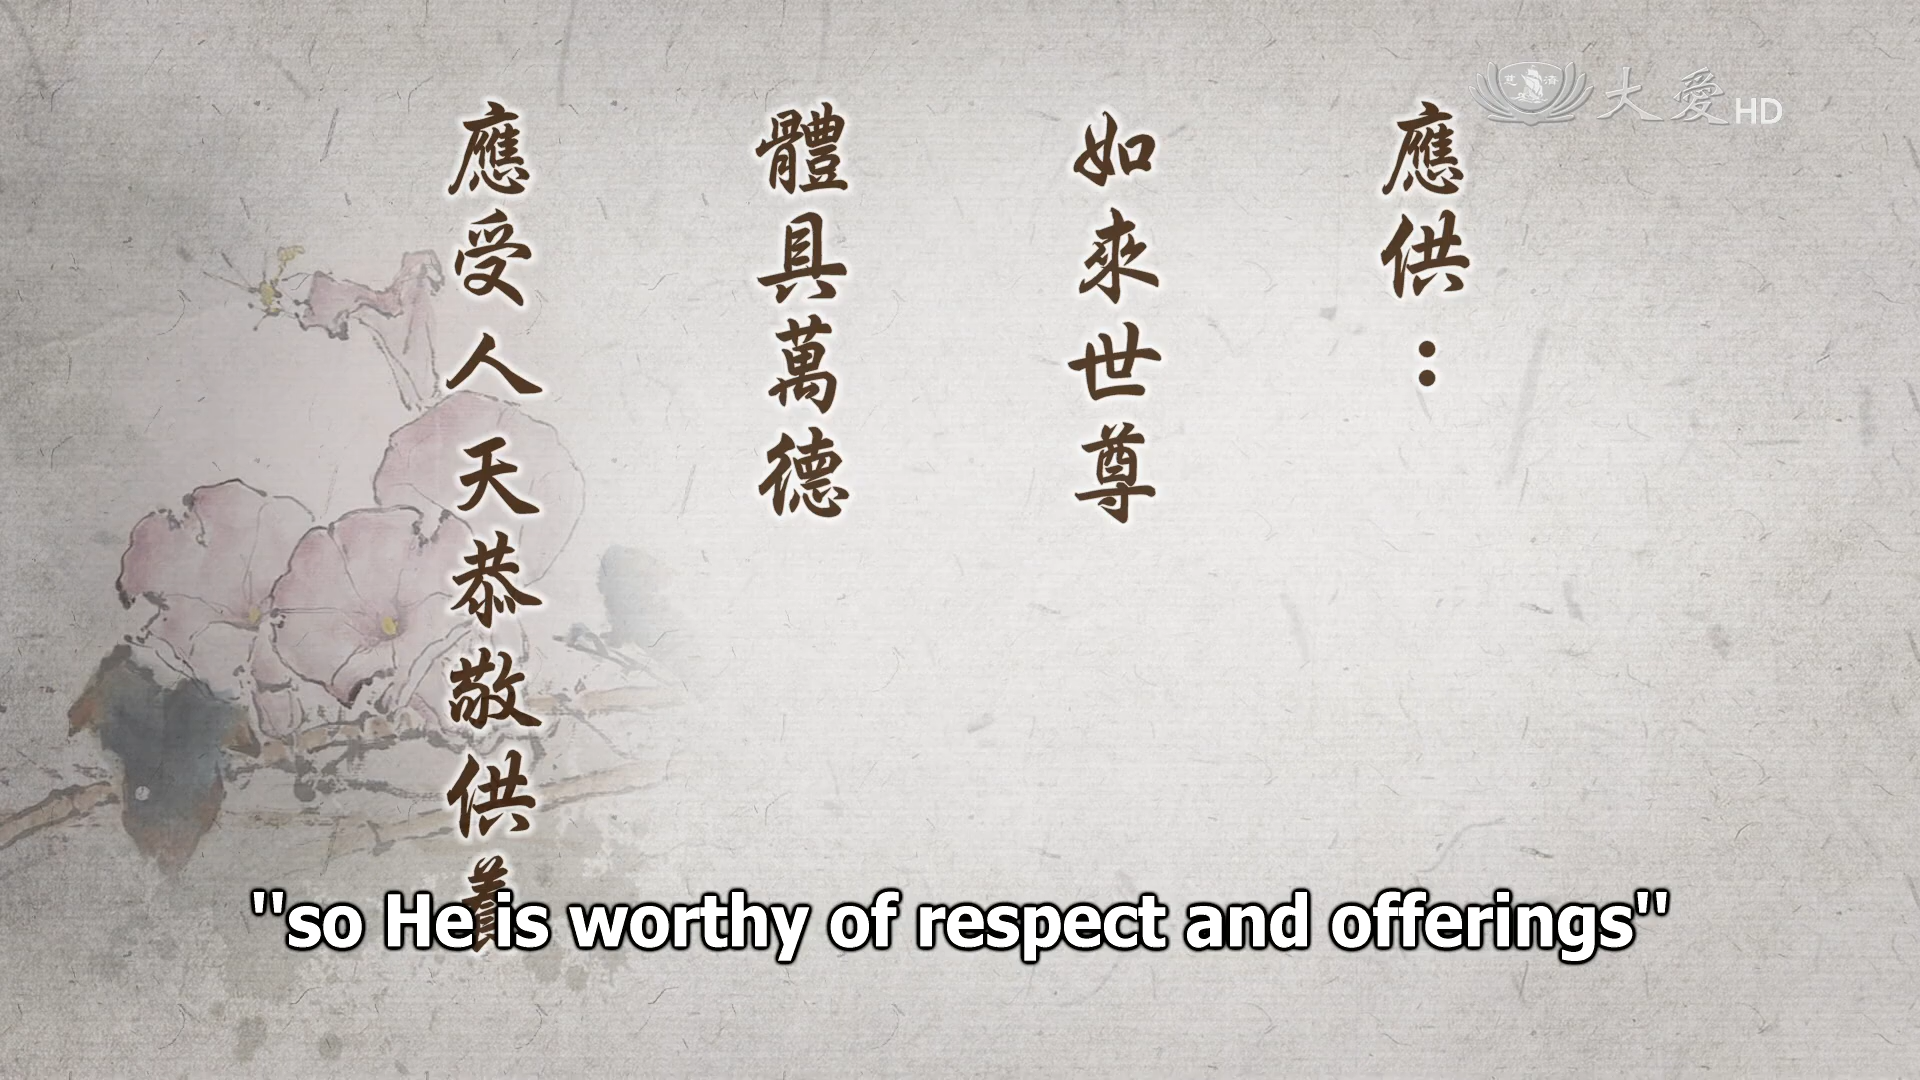 應供：
如來世尊
體具萬德
應受人天恭敬供養
"so He is worthy of respect and offerings"
大愛HD